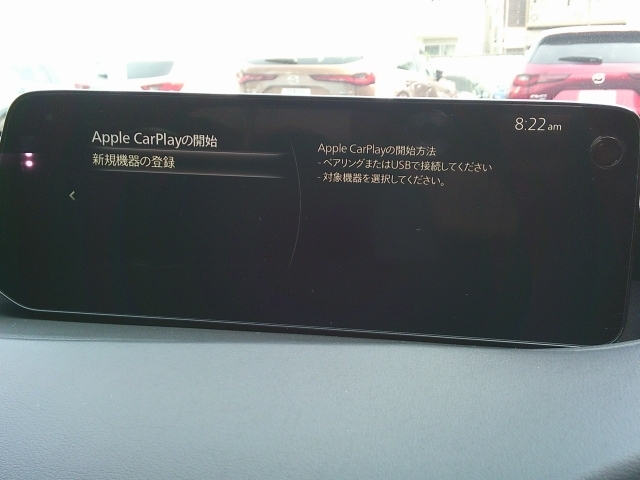 8:22 am
Apple CarPlayの開始
新規機器の登録
Apple CarPlayの開始方法
- ペアリングまたはUSBで接続してください
- 対象機器を選択してください。